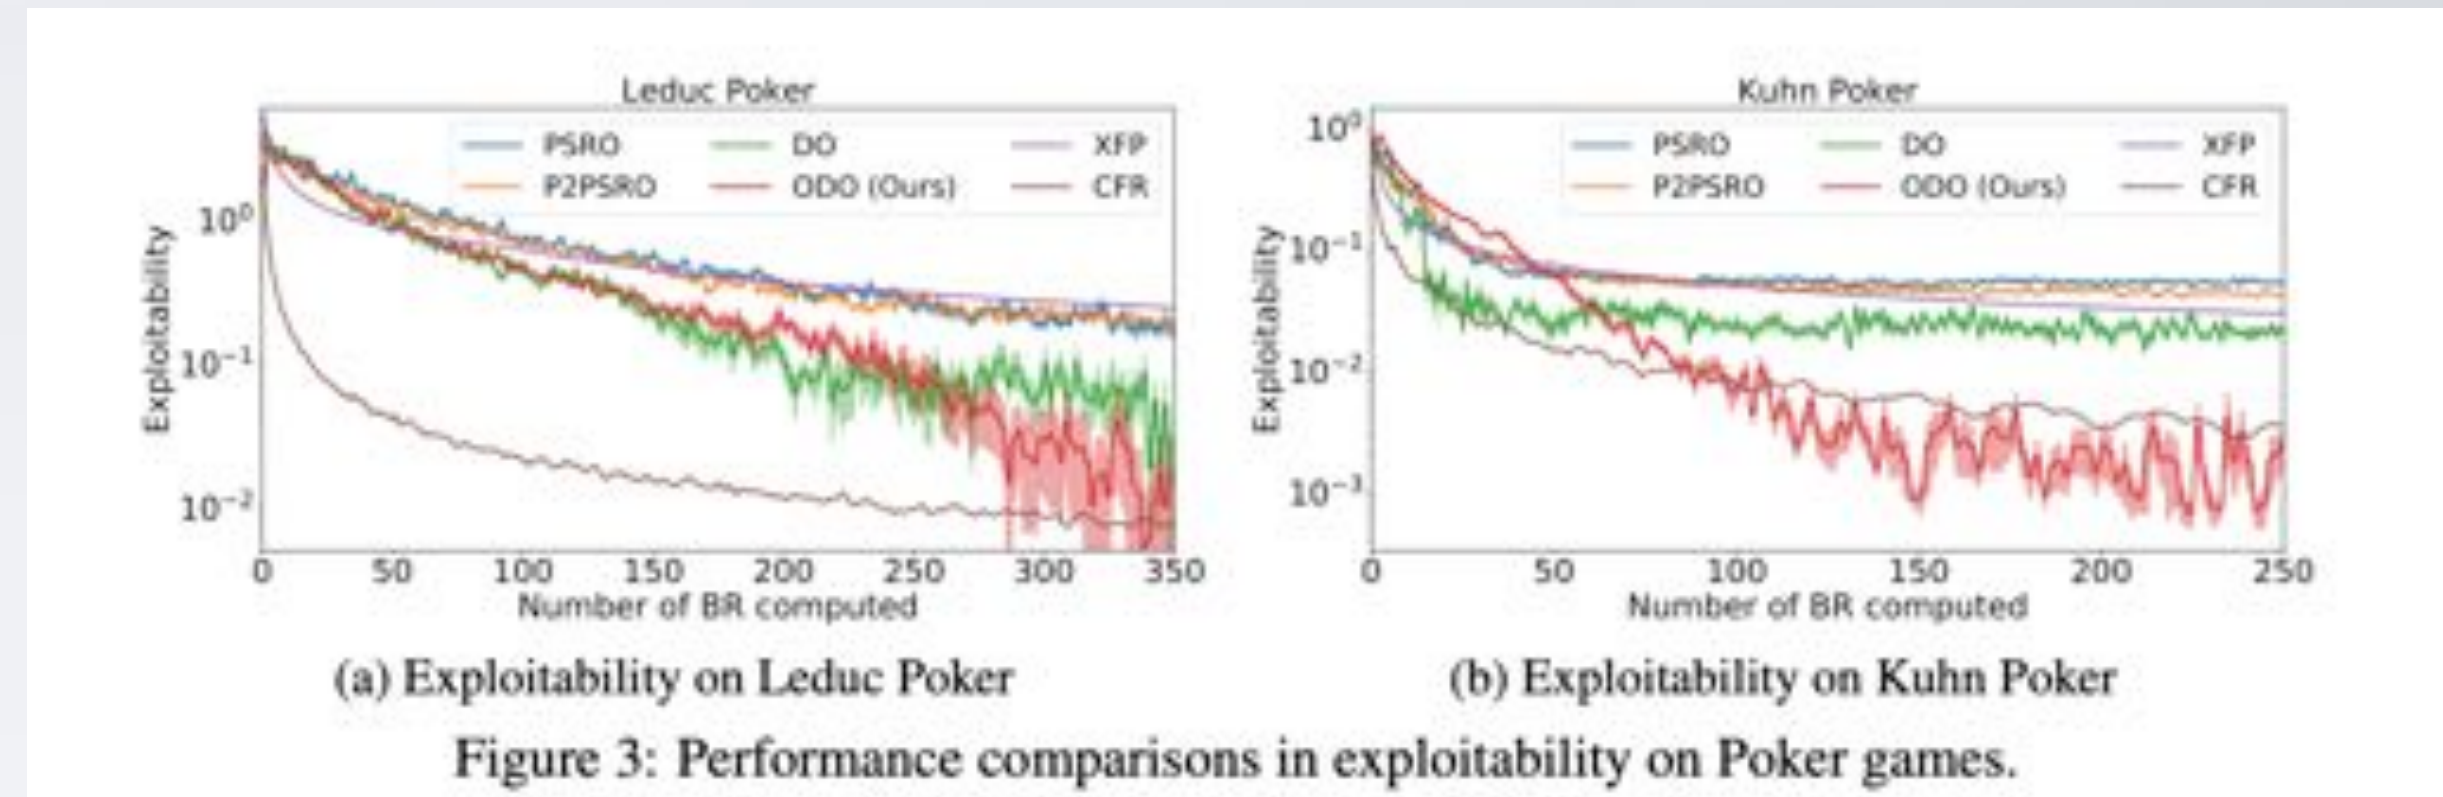 Leduc Poker
PSRO DO XFP
P2PSRO ODO (Ours) CFR
Exploitability
10⁰
10⁻¹
10⁻²
0 50 100 150 200 250 300 350
Number of BR computed
(a) Exploitability on Leduc Poker
Kuhn Poker
PSRO DO XFP
P2PSRO ODO (Ours) CFR
Exploitability
10⁰
10⁻¹
10⁻²
10⁻³
0 50 100 150 200 250
Number of BR computed
(b) Exploitability on Kuhn Poker
Figure 3: Performance comparisons in exploitability on Poker games.